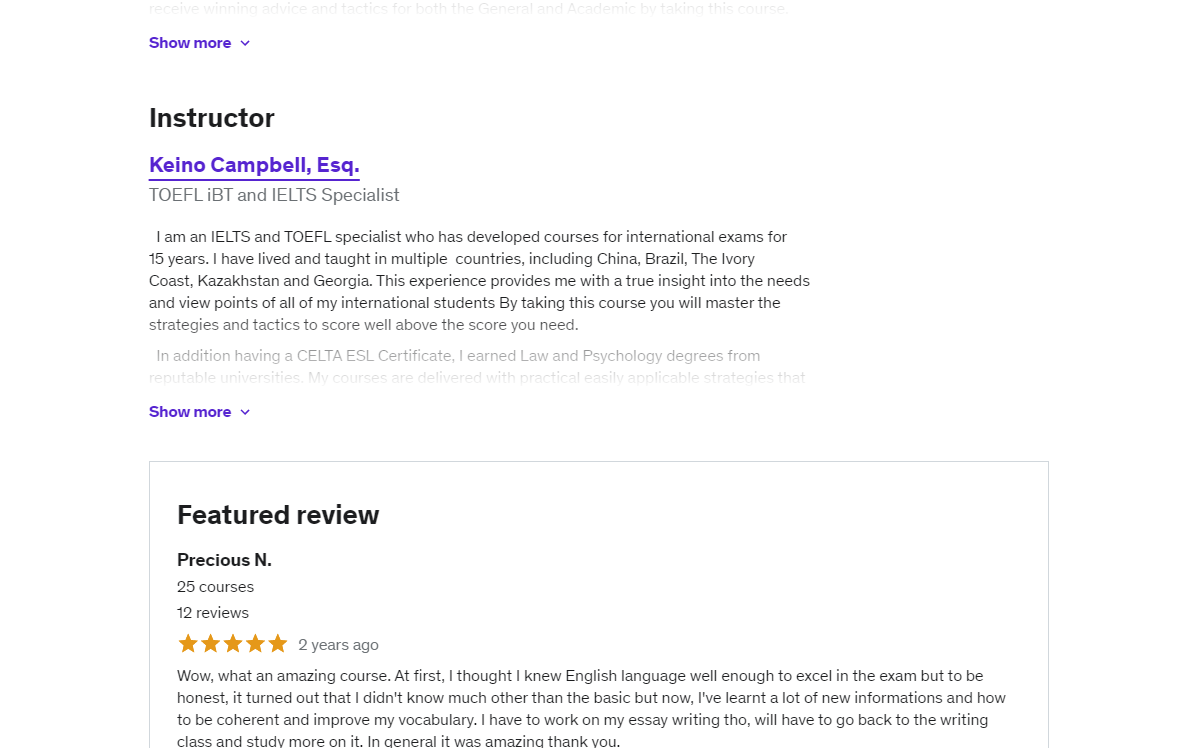 receive winning advice and tactics for both the General and Academic by taking this course.
Show more
Instructor
Keino Campbell, Esq.
TOEFL iBT and IELTS Specialist
I am an IELTS and TOEFL specialist who has developed courses for international exams for
15 years. I have lived and taught in multiple  countries, including China, Brazil, The Ivory
Coast, Kazakhstan and Georgia. This experience provides me with a true insight into the needs
and view points of all of my international students By taking this course you will master the
strategies and tactics to score well above the score you need.
In addition having a CELTA ESL Certificate, I earned Law and Psychology degrees from
reputable universities. My courses are delivered with practical easily applicable strategies that
Show more
Featured review
Precious N.
25 courses
12 reviews
2 years ago
Wow, what an amazing course. At first, I thought I knew English language well enough to excel in the exam but to be
honest, it turned out that I didn't know much other than the basic but now, I've learnt a lot of new informations and how
to be coherent and improve my vocabulary. I have to work on my essay writing tho, will have to go back to the writing
class and study more on it. In general it was amazing thank you.